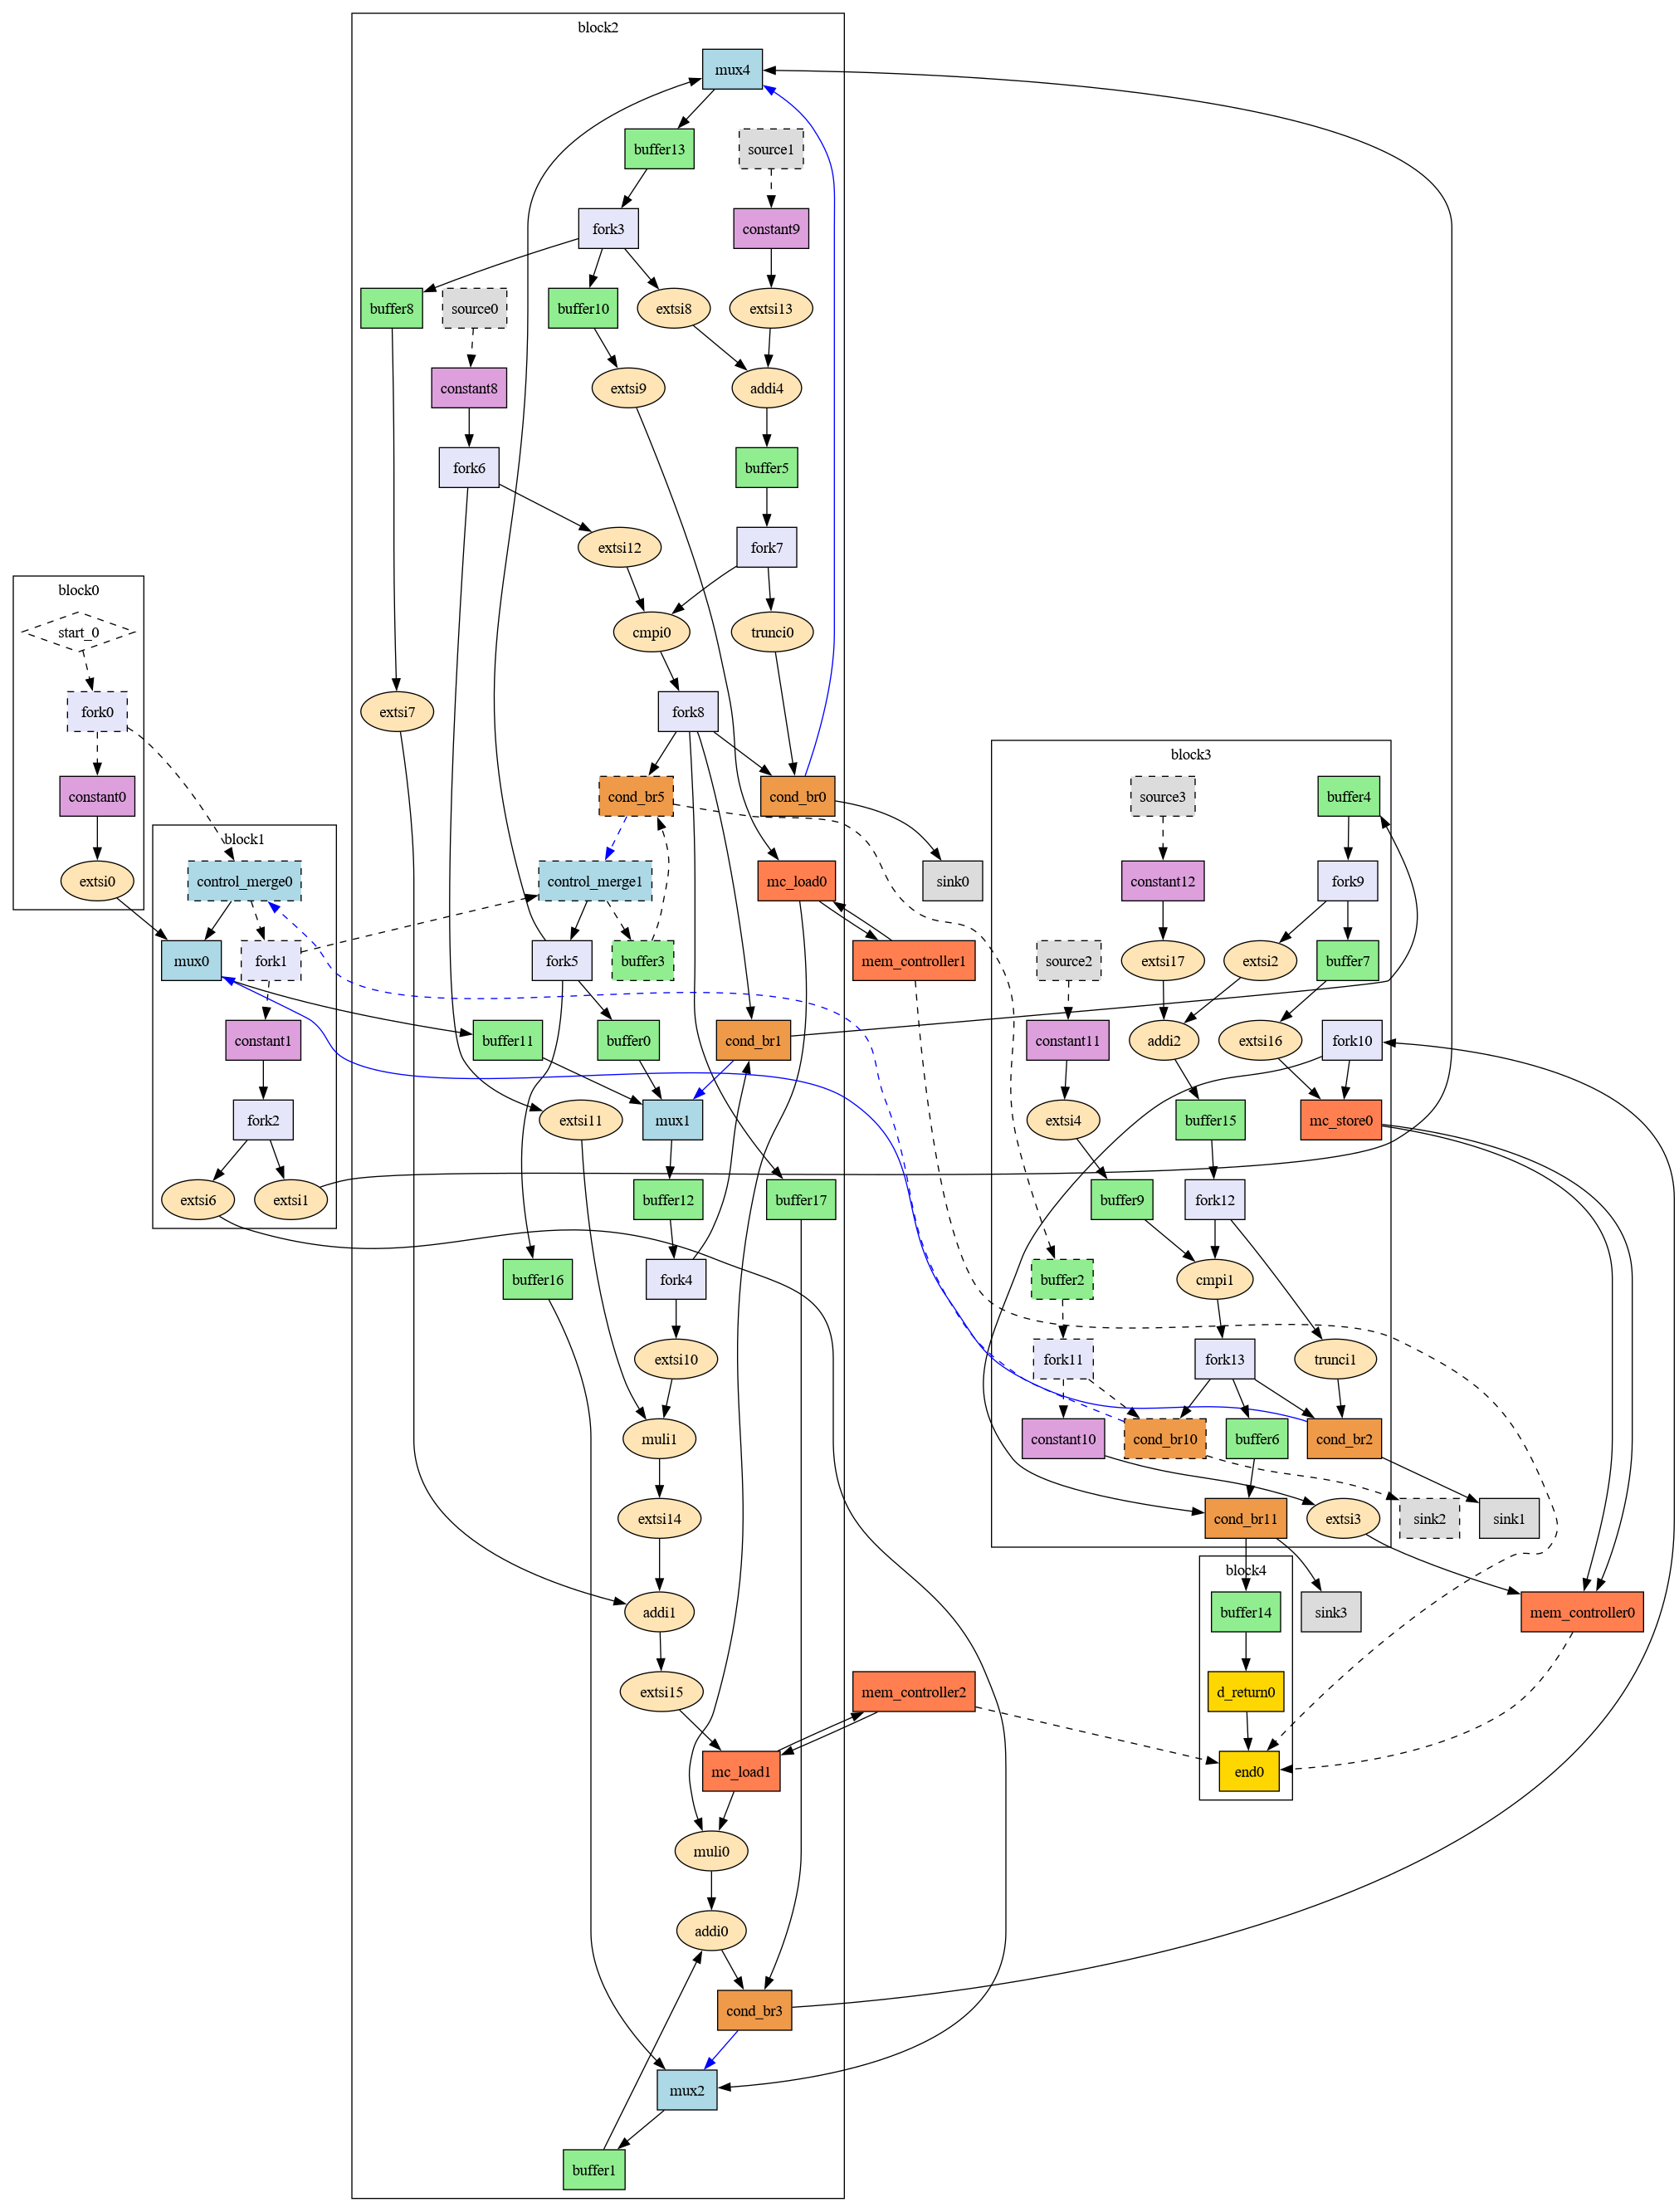 block2
mux4
buffer13
source1
fork3
constant9
buffer8
source0
buffer10
extsi8
extsi13
constant8
extsi9
addi4
fork6
buffer5
extsi12
fork7
block0
start_0
cmpi0
trunci0
fork0
extsi7
fork8
block3
constant0
cond_br5
cond_br0
source3
buffer4
block1
extsi0
control_merge0
control_merge1
mc_load0
sink0
constant12
fork9
mux0
fork1
fork5
buffer3
mem_controller1
source2
extsi17
extsi2
buffer7
constant1
buffer11
buffer0
cond_br1
constant11
addi2
extsi16
fork10
fork2
extsi11
mux1
extsi4
buffer15
mc_store0
extsi6
extsi1
buffer12
buffer17
buffer9
fork12
buffer16
fork4
buffer2
cmpi1
extsi10
fork11
fork13
trunci1
muli1
constant10
cond_br10
buffer6
cond_br2
extsi14
cond_br11
extsi3
sink2
sink1
block4
addi1
buffer14
sink3
mem_controller0
extsi15
mem_controller2
d_return0
mc_load1
end0
muli0
addi0
cond_br3
mux2
buffer1